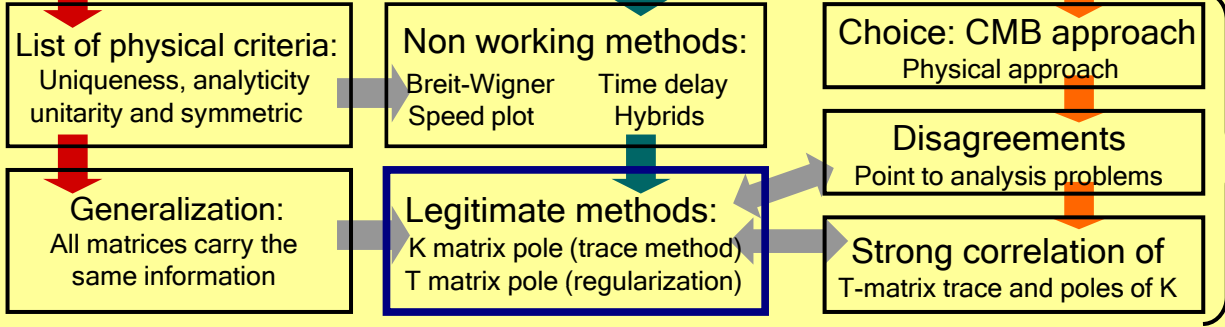 List of physical criteria:
Uniqueness, analyticity
unitarity and symmetric
Non working methods:
Breit-Wigner Time delay
Speed plot Hybrids
Choice: CMB approach
Physical approach
Disagreements
Point to analysis problems
Generalization:
All matrices carry the
same information
Legitimate methods:
K matrix pole (trace method)
T matrix pole (regularization)
Strong correlation of
T-matrix trace and poles of K